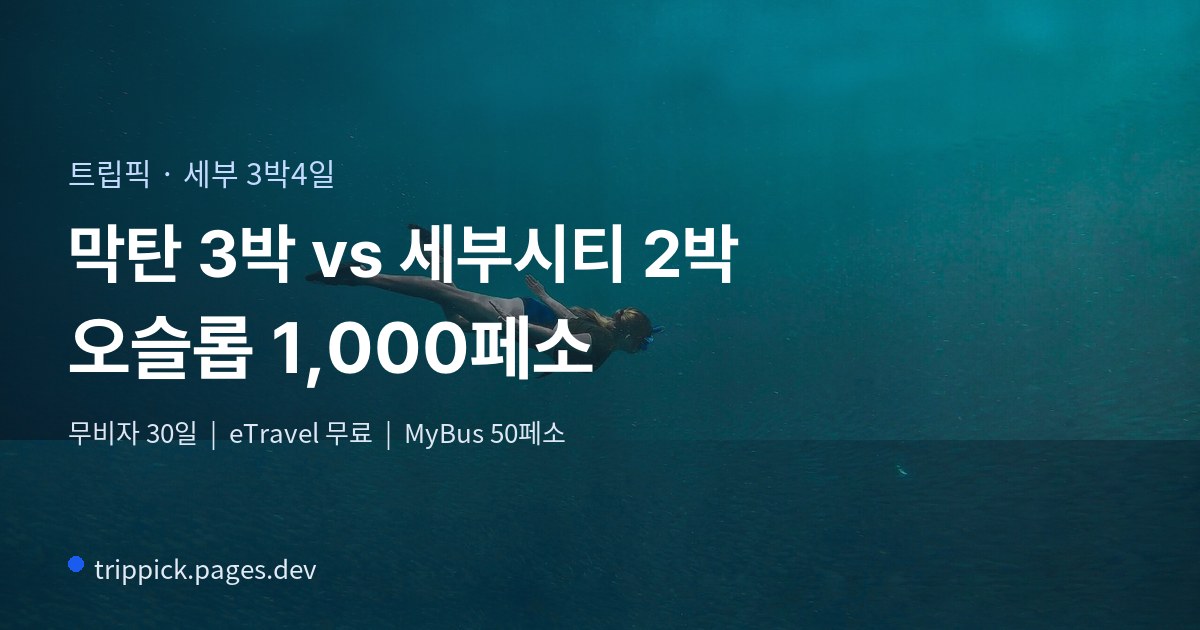 트립픽 · 세부 3박4일
막탄 3박 vs 세부시티 2박
오슬롭 1,000페소
무비자 30일 | eTravel 무료 | MyBus 50페소
trippick.pages.dev